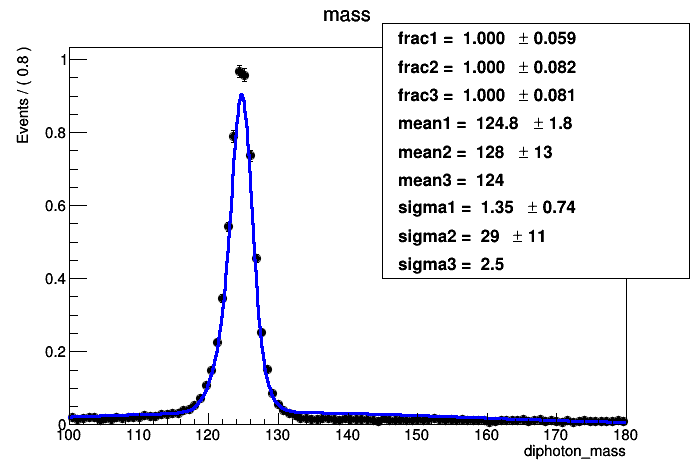 mass
frac1 = 1.000 ± 0.059
frac2 = 1.000 ± 0.082
frac3 = 1.000 ± 0.081
mean1 = 124.8 ± 1.8
mean2 = 128 ± 13
mean3 = 124
sigma1 = 1.35 ± 0.74
sigma2 = 29 ± 11
sigma3 = 2.5
Events / ( 0.8 )
1
0.8
0.6
0.4
0.2
0
100 110 120 130 140 150 160 170 180
diphoton_mass